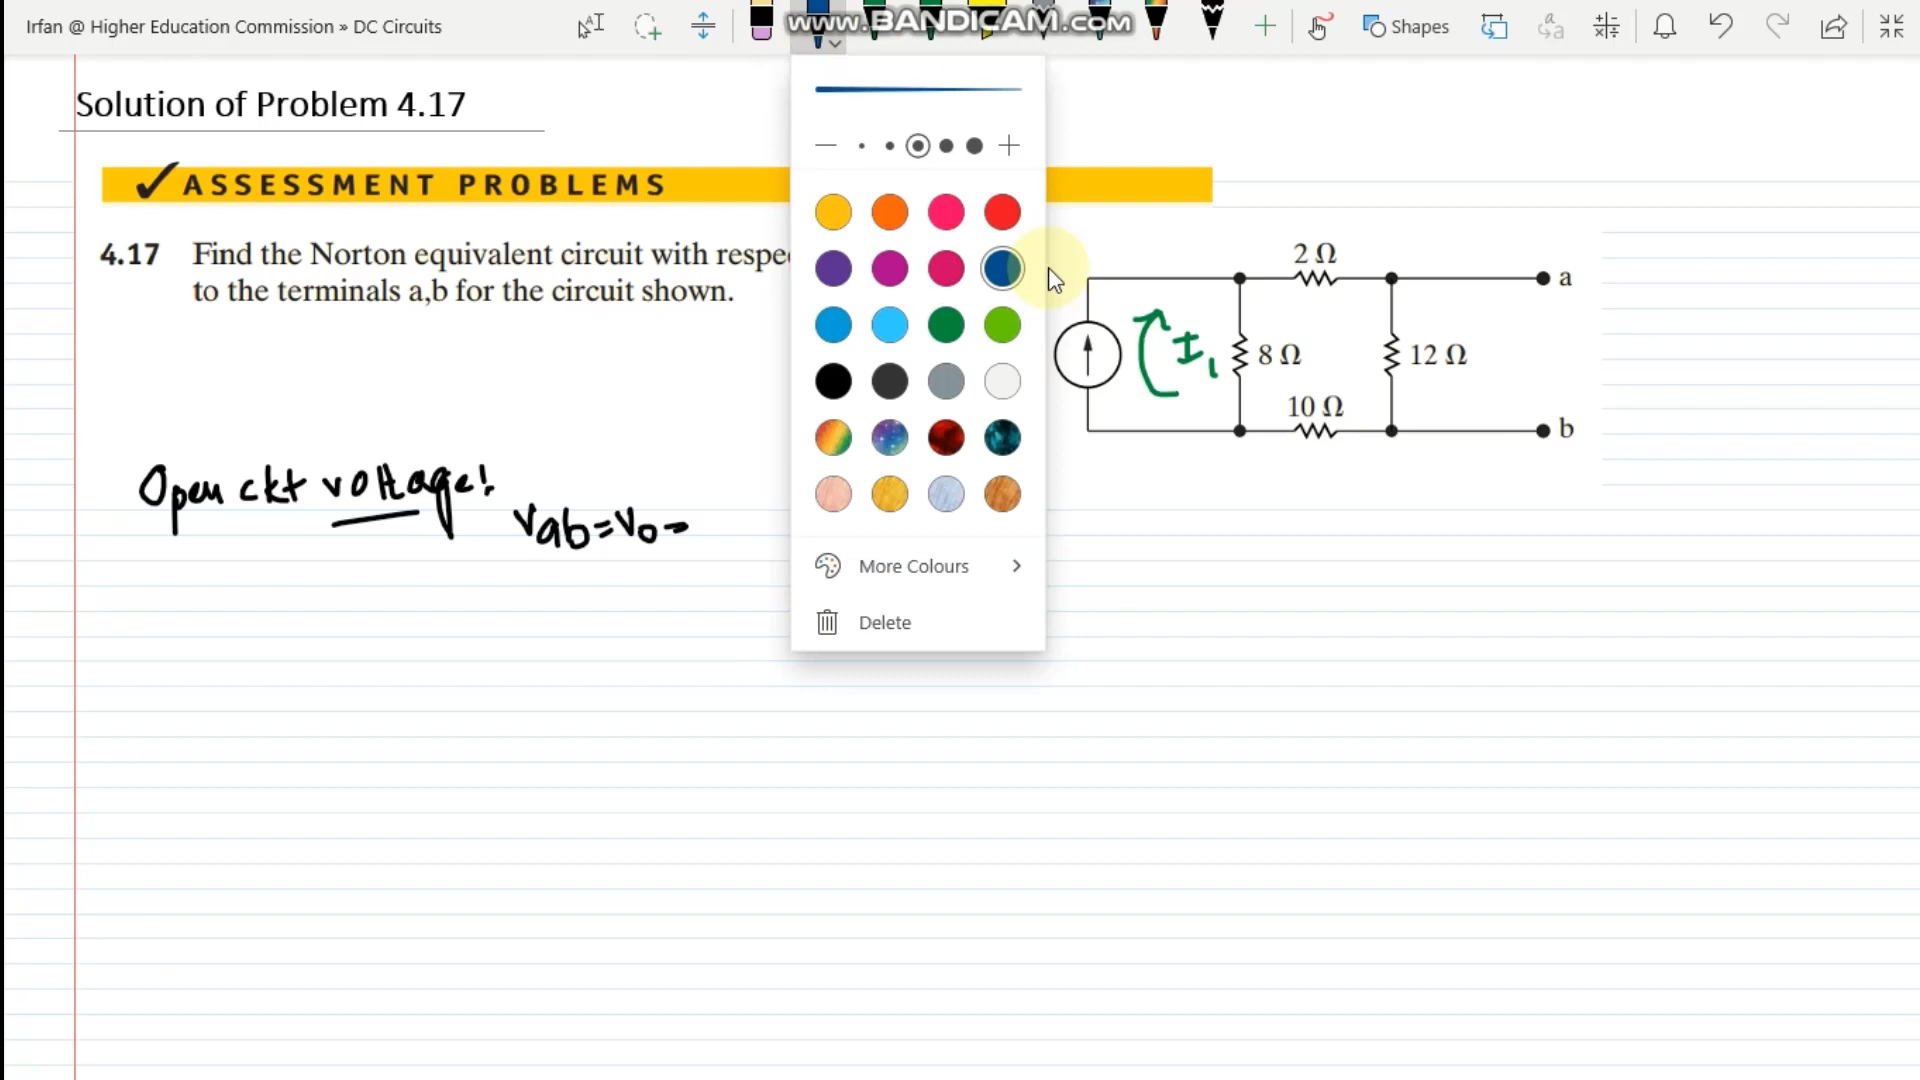 Irfan @ Higher Education Commission » DC Circuits
www.BANDICAM.com
Shapes
Solution of Problem 4.17
ASSESSMENT PROBLEMS
4.17 Find the Norton equivalent circuit with respe
to the terminals a,b for the circuit shown.
2 Ω
a
I1
8 Ω
12 Ω
10 Ω
b
Open ckt voltage!
Vab=Vo=
More Colours
Delete